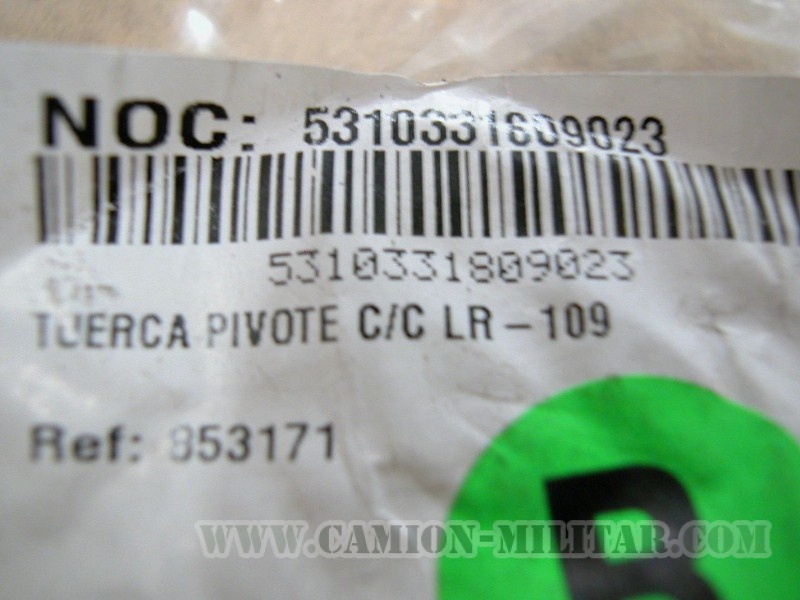 NOC: 5310331809023
5310331809023
TUERCA PIVOTE C/C LR-109
Ref: 853171
WWW.CAMION-MILITAR.COM